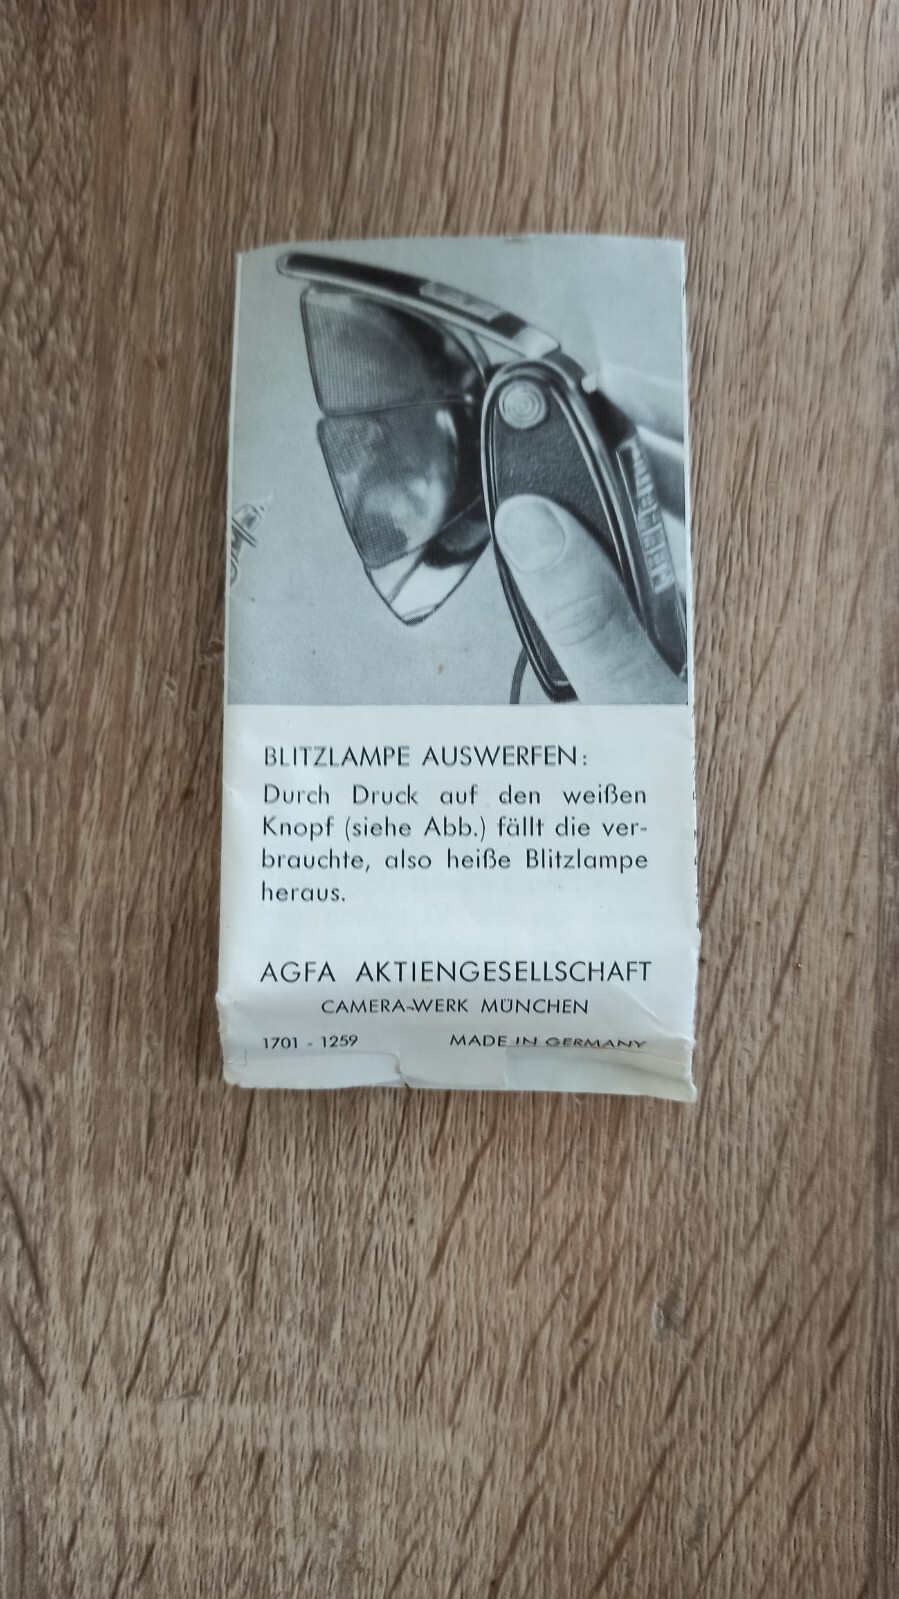 BLITZLAMPE AUSWERFEN:
Durch Druck auf den weißen
Knopf (siehe Abb.) fällt die ver-
brauchte, also heiße Blitzlampe
heraus.
AGFA AKTIENGESELLSCHAFT
CAMERA-WERK MÜNCHEN
1701 - 1259 MADE IN GERMANY